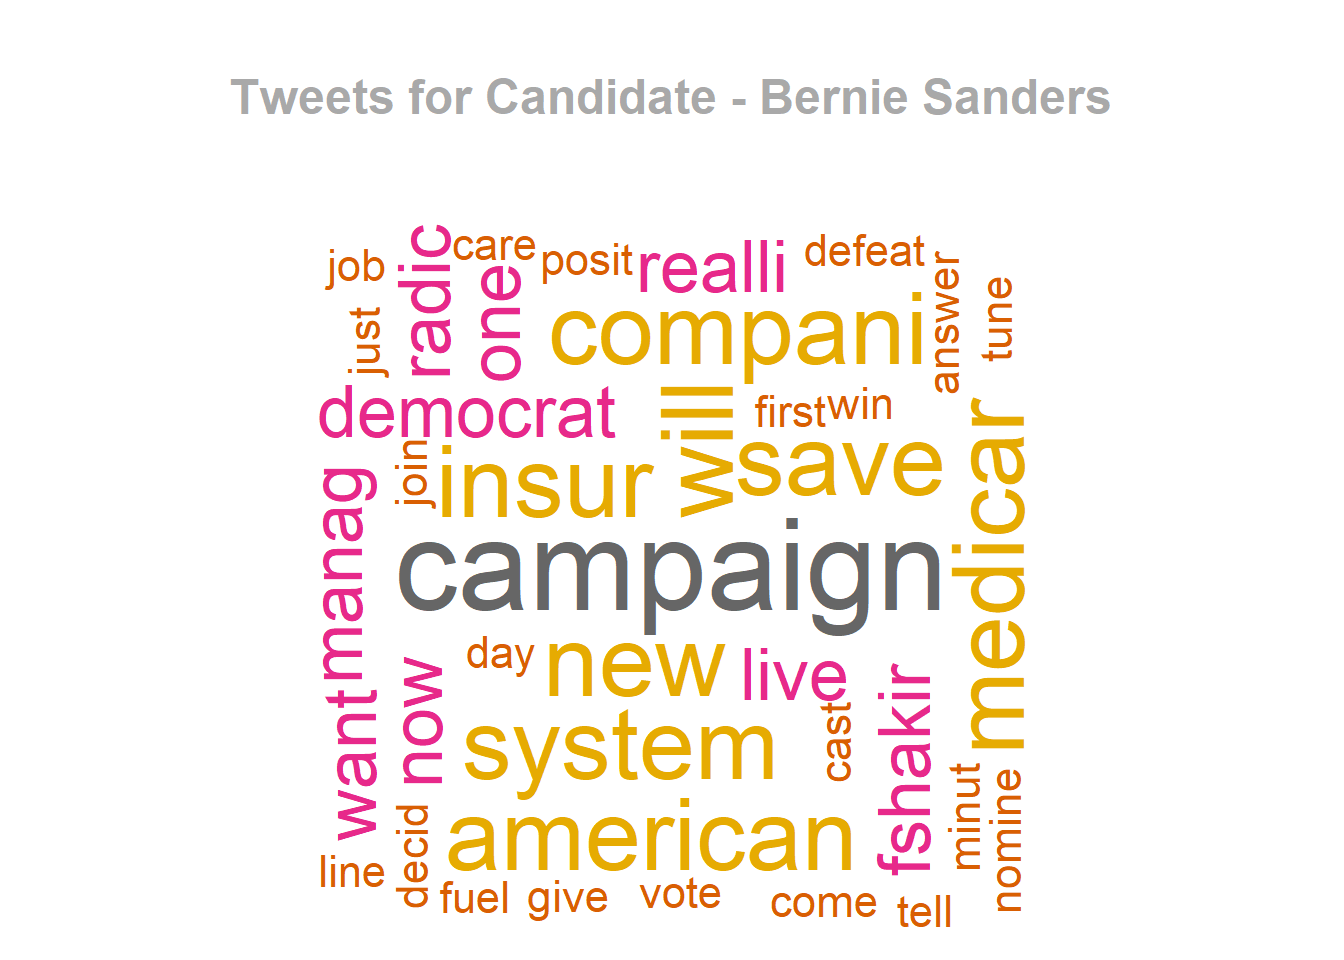 Tweets for Candidate - Bernie Sanders
job
radic
care
posit
realli
defeat
answer
tune
just
one
compani
democrat
will
first
win
medicar
join
insur
save
manag
campaign
day
new
live
want
now
system
cast
fshakir
minut
nomine
decid
american
line
fuel
give
vote
come
tell